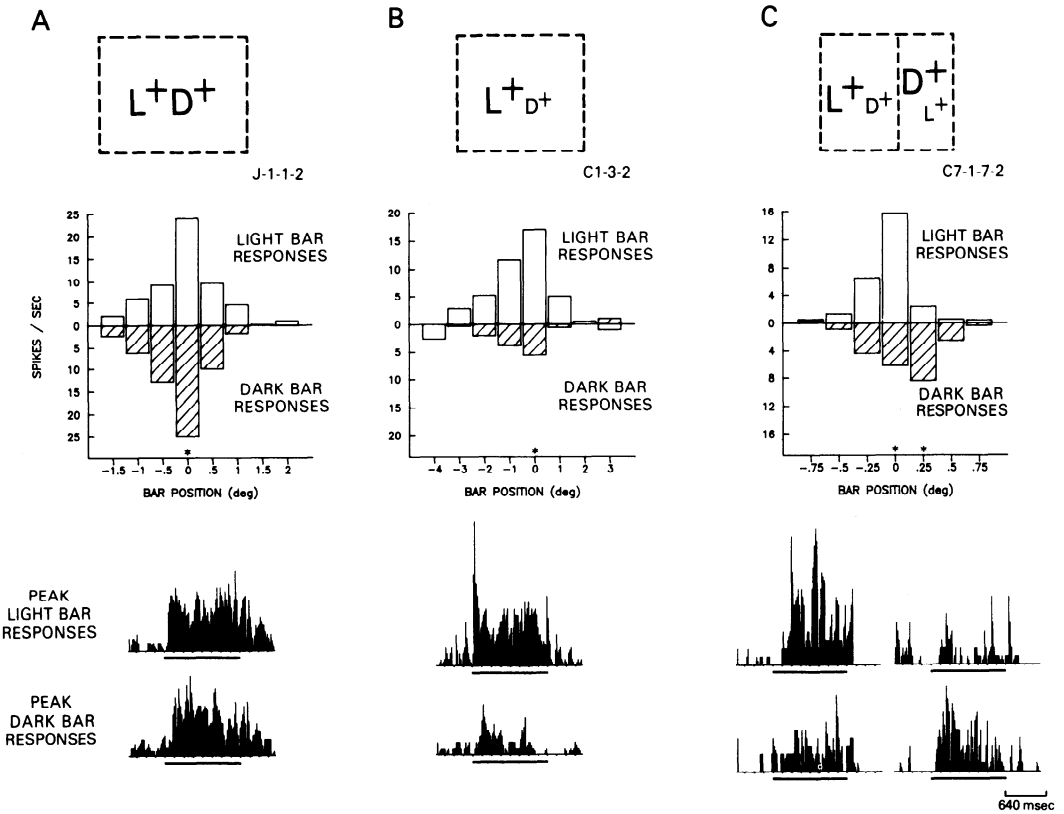 A
L+D+
J-1-1-2
25
20
15
10
5
0
5
10
15
20
25
SPIKES / SEC
LIGHT BAR
RESPONSES
DARK BAR
RESPONSES
*
-1.5 -1 -.5 0 .5 1 1.5 2
BAR POSITION (deg)
B
L+D+
C1-3-2
20
15
10
5
0
5
10
15
20
LIGHT BAR
RESPONSES
DARK BAR
RESPONSES
*
-4 -3 -2 -1 0 1 2 3
BAR POSITION (deg)
C
L+D+
D+
L+
C7-1-7-2
16
12
8
4
0
4
8
12
16
LIGHT BAR
RESPONSES
DARK BAR
RESPONSES
* *
-.75 -.5 -.25 0 .25 .5 .75
BAR POSITION (deg)
PEAK
LIGHT BAR
RESPONSES
PEAK
DARK BAR
RESPONSES
640 msec